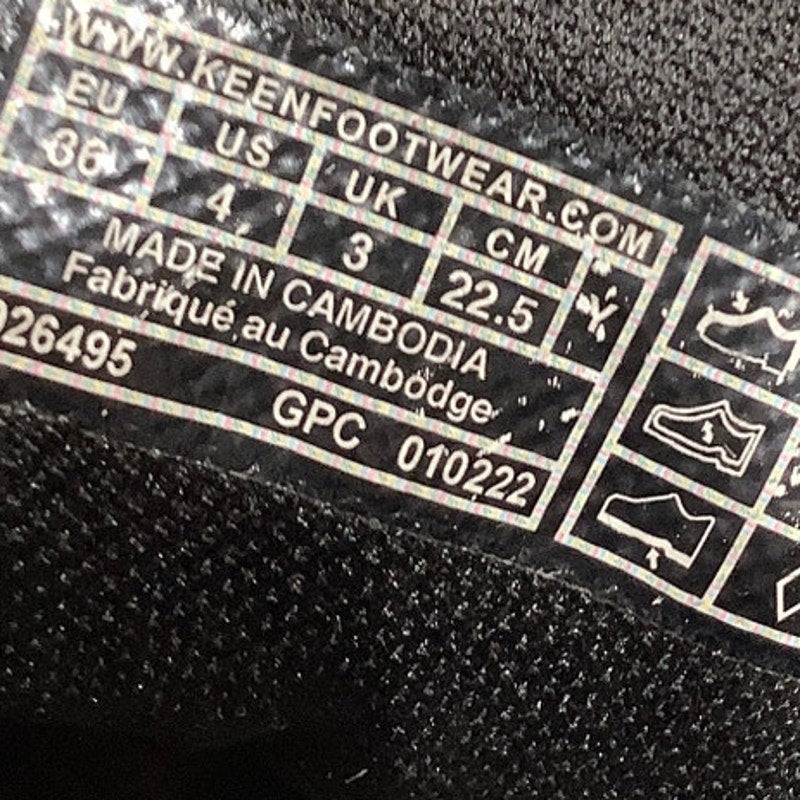 WWW.KEENFOOTWEAR.COM
EU US UK CM Y
36 4 3 22.5
MADE IN CAMBODIA
Fabriqué au Cambodge
026495 GPC 010222